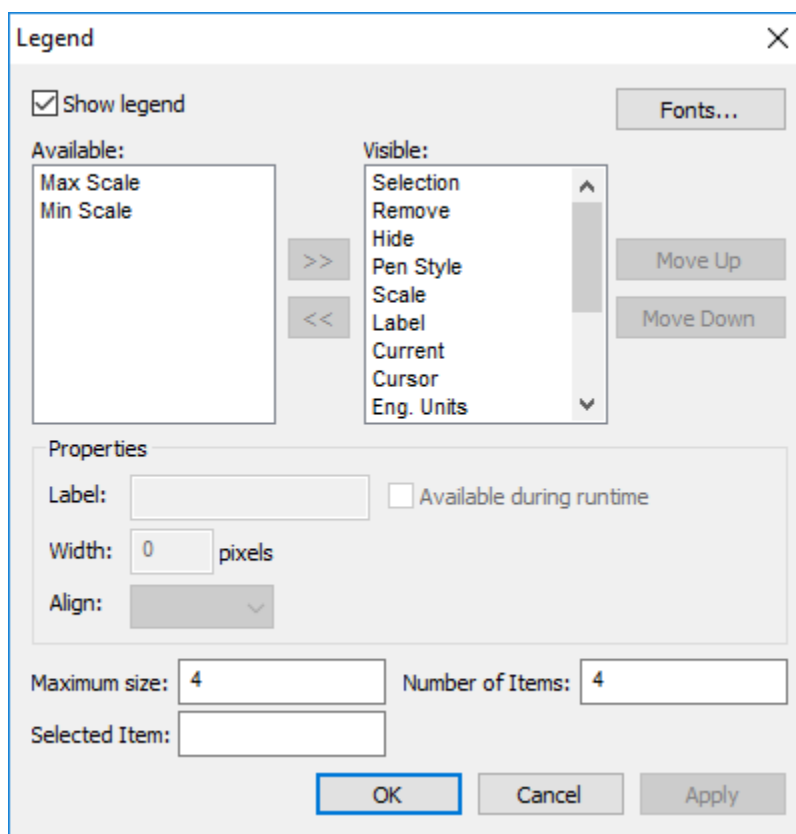 Legend
Show legend
Fonts...
Available:
Visible:
Max Scale
Min Scale
>>
<<
Selection
Remove
Hide
Pen Style
Scale
Label
Current
Cursor
Eng. Units
Move Up
Move Down
Properties
Label:
Available during runtime
Width: 0 pixels
Align:
Maximum size: 4
Number of Items: 4
Selected Item:
OK
Cancel
Apply